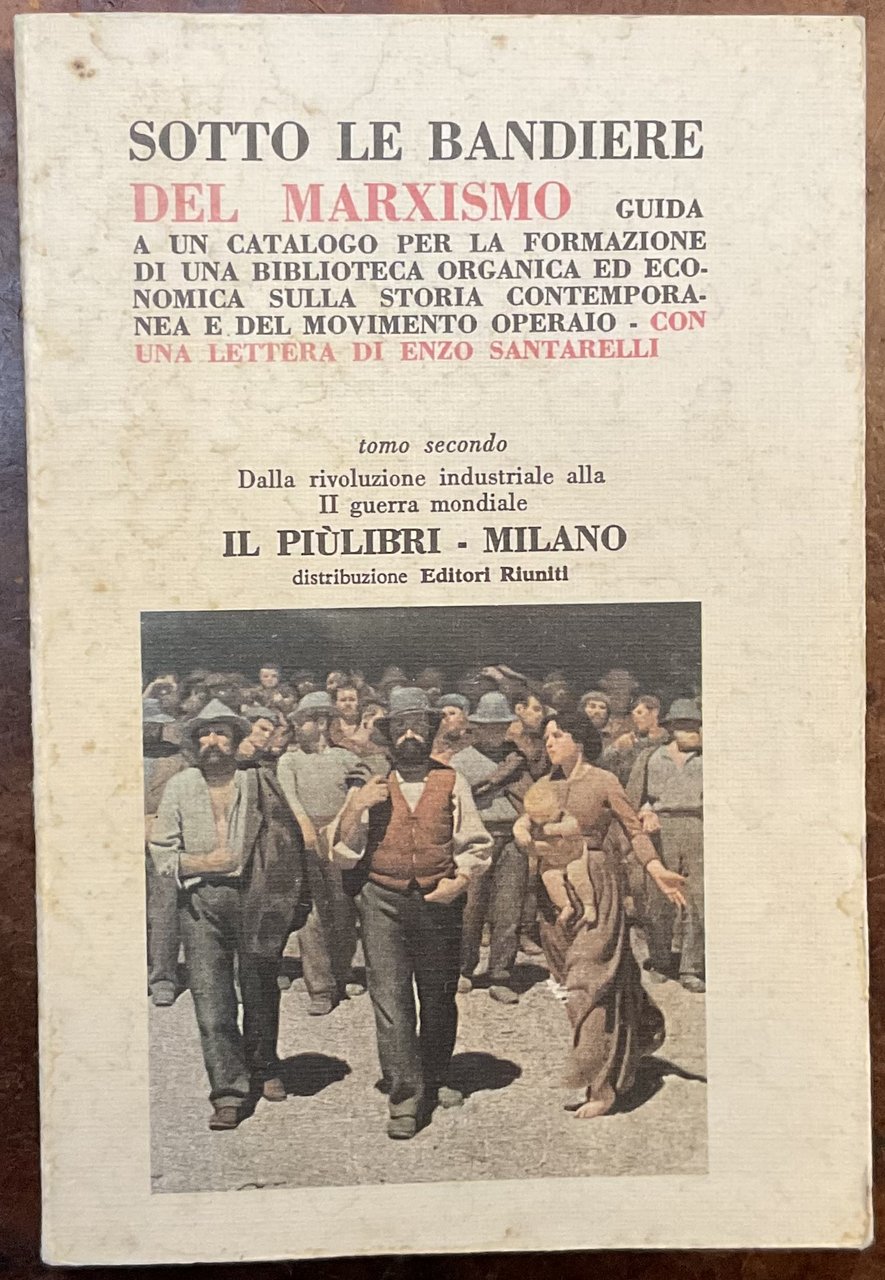 SOTTO LE BANDIERE
DEL MARXISMO GUIDA
A UN CATALOGO PER LA FORMAZIONE
DI UNA BIBLIOTECA ORGANICA ED ECO-
NOMICA SULLA STORIA CONTEMPORA-
NEA E DEL MOVIMENTO OPERAIO - CON
UNA LETTERA DI ENZO SANTARELLI
tomo secondo
Dalla rivoluzione industriale alla
II guerra mondiale
IL PIÙLIBRI - MILANO
distribuzione Editori Riuniti